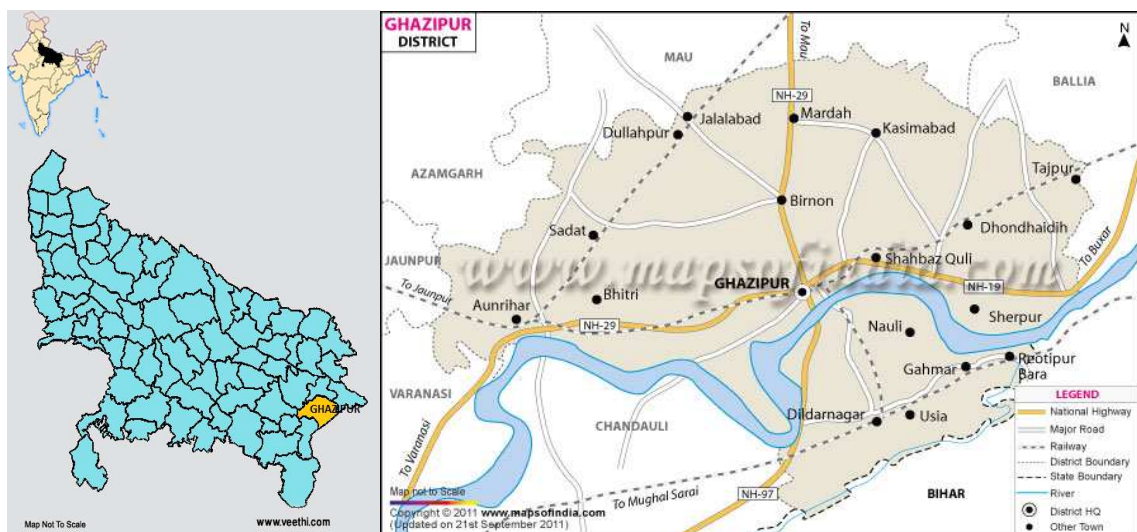 GHAZIPUR
Map Not To Scale
www.veethi.com
GHAZIPUR
DISTRICT
N
To Mau
MAU
BALLIA
NH-29
Jalalabad
Mardah
Dullahpur
Kasimabad
AZAMGARH
Tajpur
Birnon
Sadat
Dhondhaidih
JAUNPUR
Shahbaz Quli
To Buxar
www.mapsofindia.com
To Jaunpur
GHAZIPUR
NH-19
Bhitri
Aunrihar
NH-29
Sherpur
Nauli
Reotipur
Bara
Gahmar
VARANASI
LEGEND
National Highway
Dildarnagar
Usia
Major Road
CHANDAULI
Railway
To Varanasi
District Boundary
State Boundary
Map not to Scale
To Mughal Sarai
NH-97
BIHAR
River
Copyright © 2011 www.mapsofindia.com
District HQ
(Updated on 21st September 2011)
Other Town